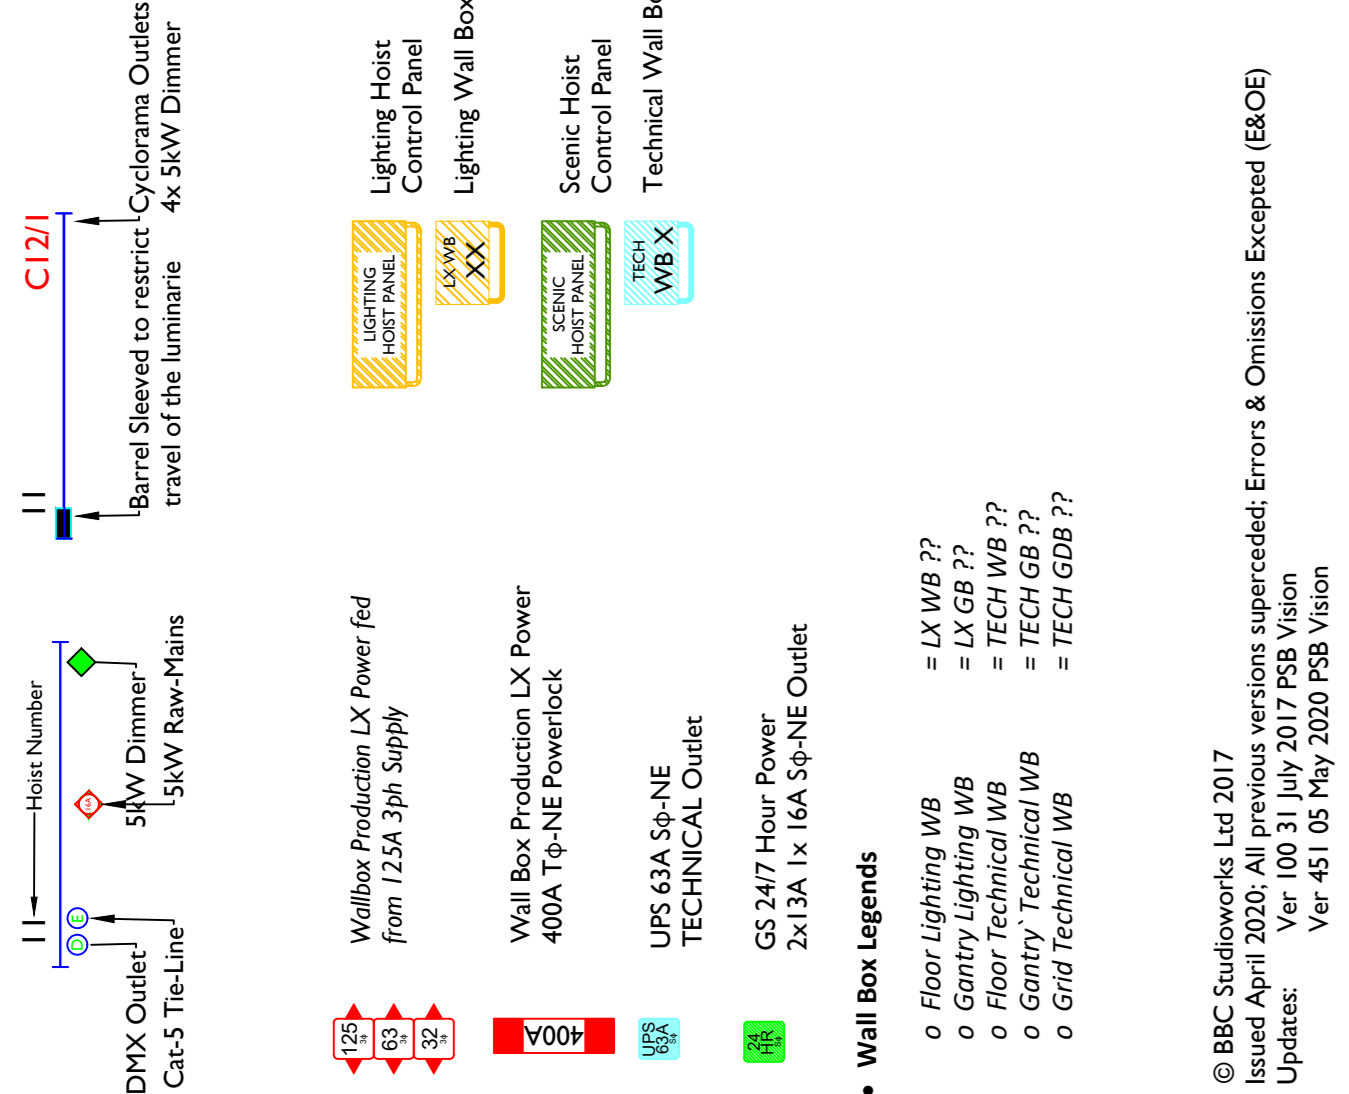 11
Hoist Number
D
E
16A
DMX Outlet
Cat-5 Tie-Line
5kW Dimmer
5kW Raw-Mains
11
C12/1
Barrel Sleeved to restrict
travel of the luminarie
Cyclorama Outlets
4x 5kW Dimmer
125
3ϕ
63
3ϕ
32
3ϕ
Wallbox Production LX Power fed
from 125A 3ph Supply
400A
Wall Box Production LX Power
400A Tϕ-NE Powerlock
UPS
63A
UPS 63A Sϕ-NE
TECHNICAL Outlet
24
HR
Sϕ
GS 24/7 Hour Power
2x13A 1x 16A Sϕ-NE Outlet
LIGHTING
HOIST PANEL
Lighting Hoist
Control Panel
LX WB
XX
Lighting Wall Box
SCENIC
HOIST PANEL
Scenic Hoist
Control Panel
TECH
WB X
Technical Wall
• Wall Box Legends
o Floor Lighting WB = LX WB ??
o Gantry Lighting WB = LX GB ??
o Floor Technical WB = TECH WB ??
o Gantry` Technical WB = TECH GB ??
o Grid Technical WB = TECH GDB ??
© BBC Studioworks Ltd 2017
Issued April 2020; All previous versions superceded; Errors & Omissions Excepted (E&OE)
Updates: Ver 100 31 July 2017 PSB Vision
Ver 451 05 May 2020 PSB Vision